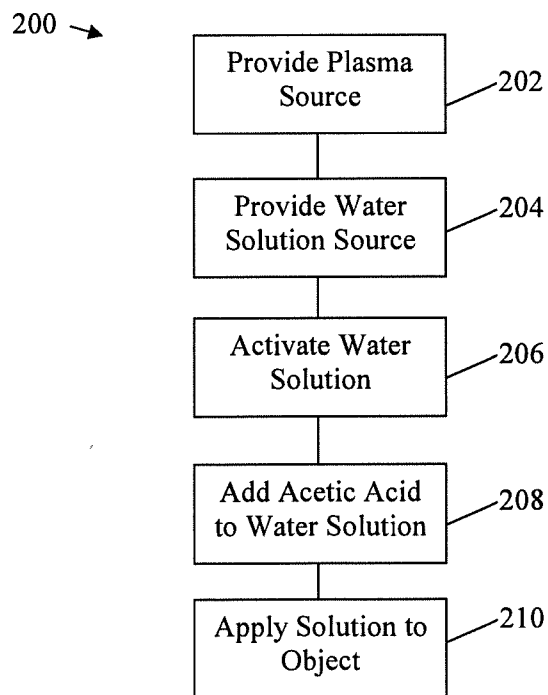 200
Provide Plasma
Source
202
Provide Water
Solution Source
204
Activate Water
Solution
206
Add Acetic Acid
to Water Solution
208
Apply Solution to
Object
210